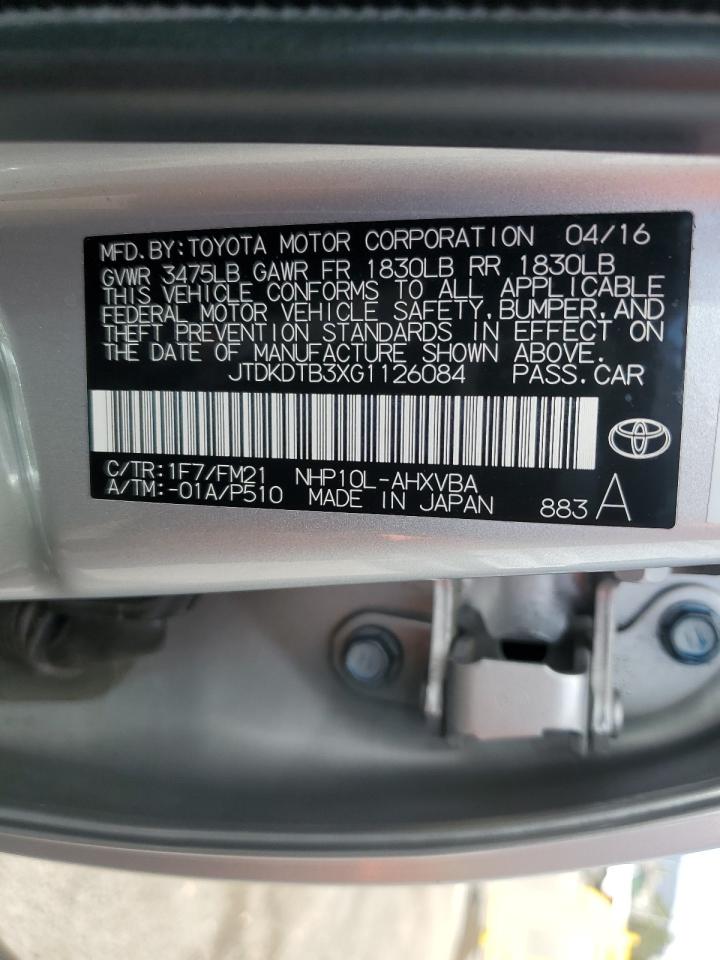 MFD.BY:TOYOTA MOTOR CORPORATION 04/16
GVWR 3475LB GAWR FR 1830LB RR 1830LB
THIS VEHICLE CONFORMS TO ALL APPLICABLE
FEDERAL MOTOR VEHICLE SAFETY,BUMPER,AND
THEFT PREVENTION STANDARDS IN EFFECT ON
THE DATE OF MANUFACTURE SHOWN ABOVE.
JTDKDTB3XG1126084 PASS.CAR
C/TR:1F7/FM21 NHP10L-AHXVBA
A/TM:-01A/P510 MADE IN JAPAN 883 A